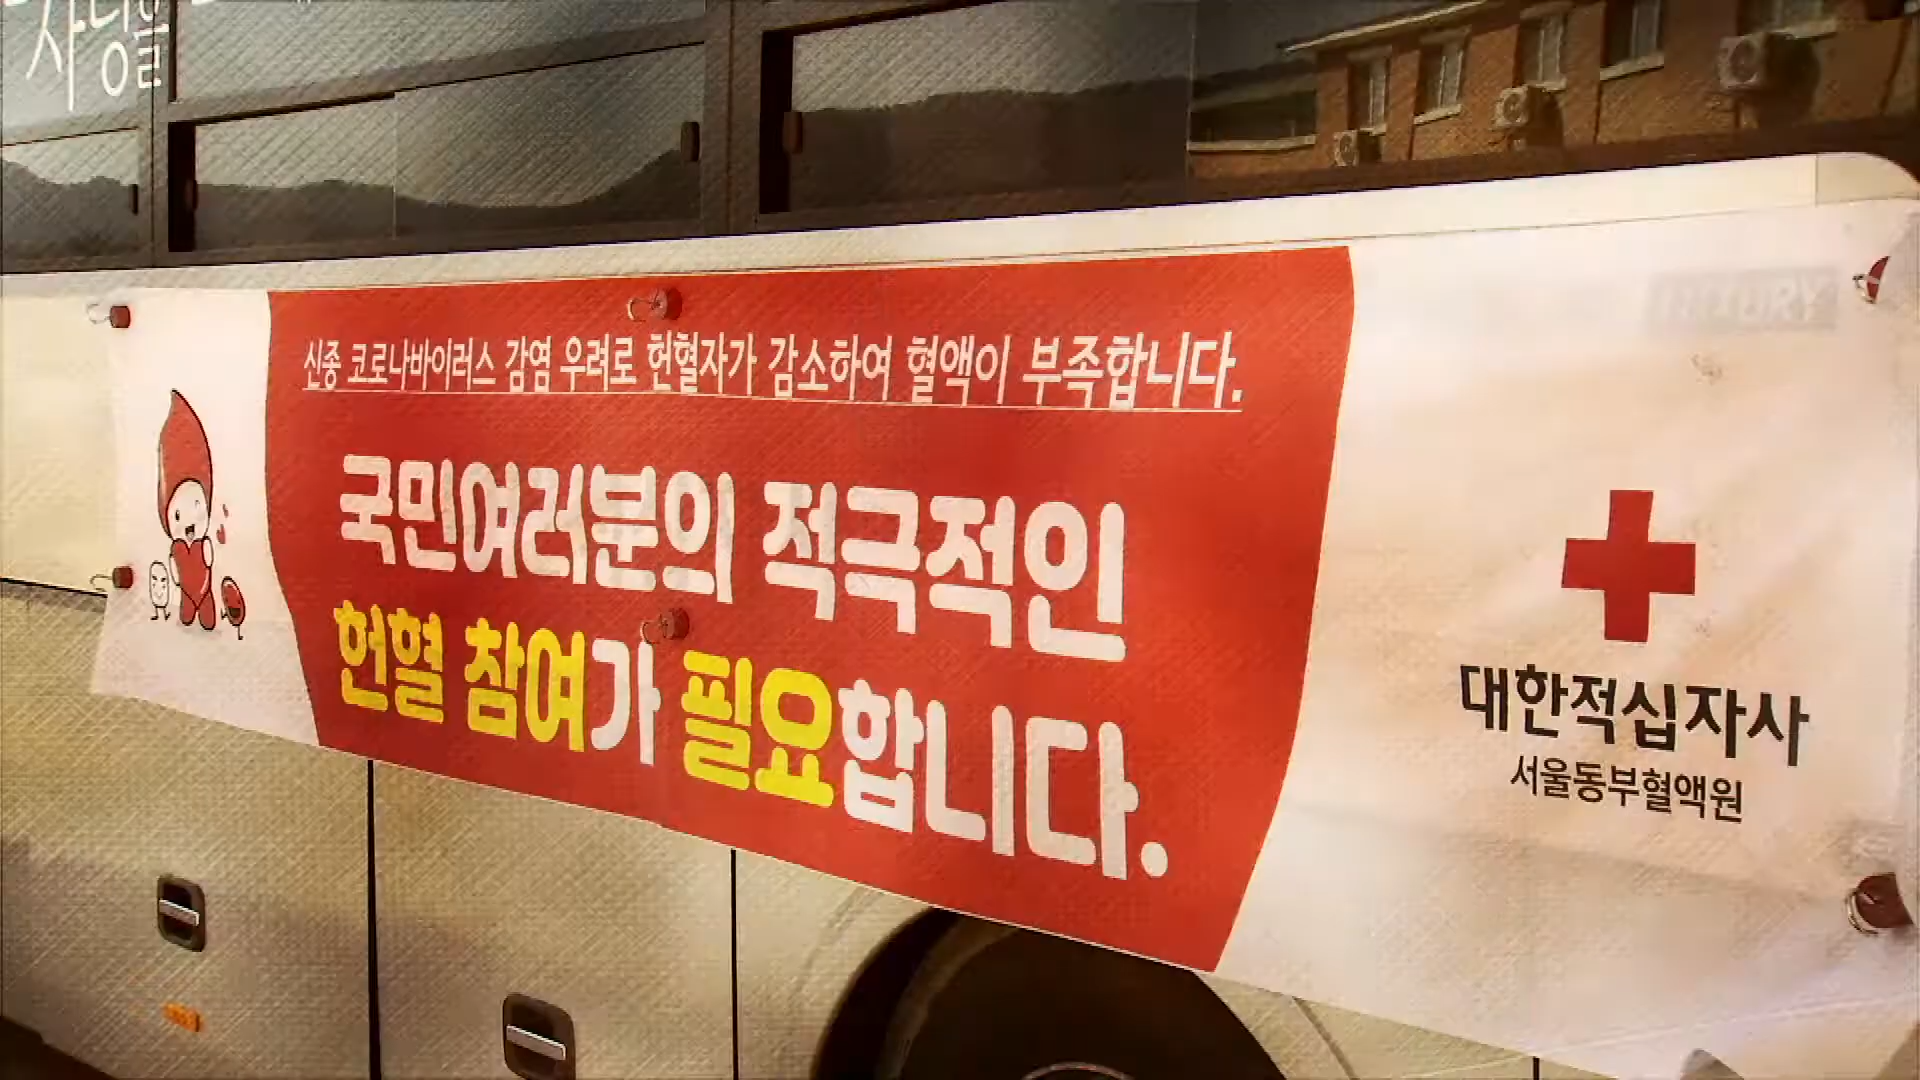 사랑을
신종 코로나바이러스 감염 우려로 헌혈자가 감소하여 혈액이 부족합니다.
국민여러분의 적극적인
헌혈 참여가 필요합니다.
대한적십자사
서울동부혈액원